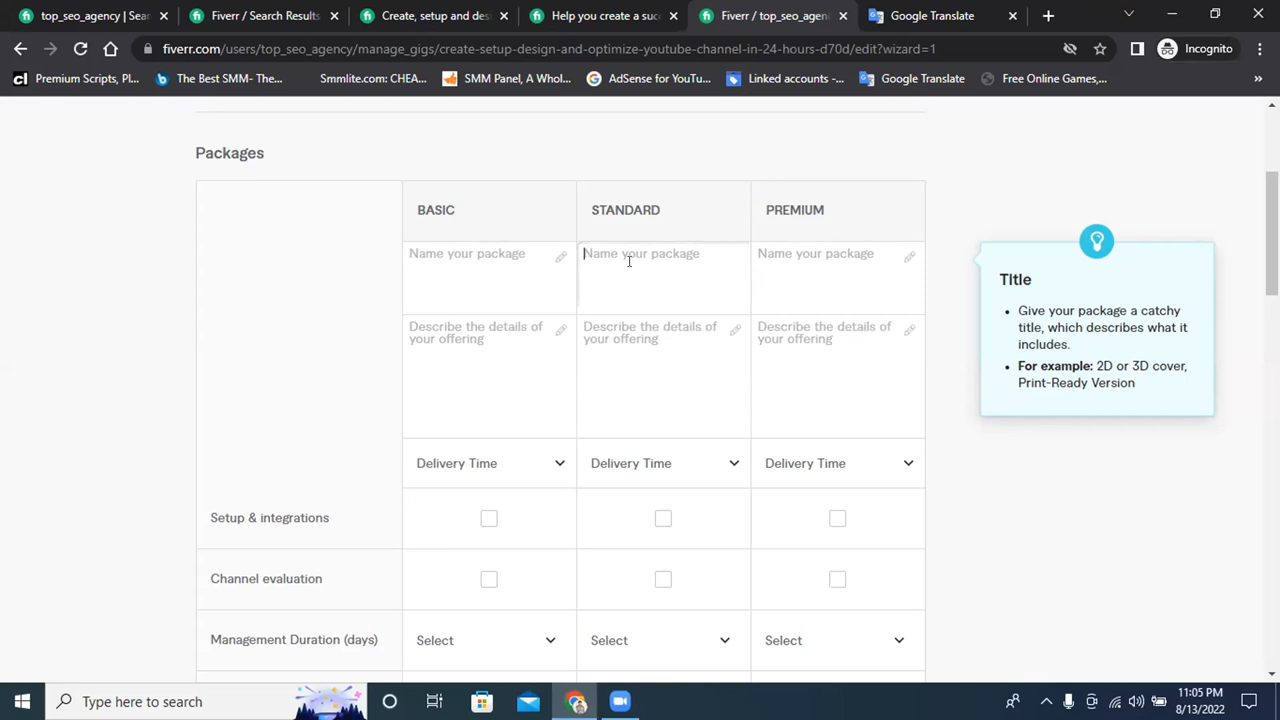 top_seo_agency | Sear
Fiverr / Search Results
Create, setup and des
Help you create a suc
Fiverr / top_seo_agen
Google Translate
fiverr.com/users/top_seo_agency/manage_gigs/create-setup-design-and-optimize-youtube-channel-in-24-hours-d70d/edit?wizard=1
Incognito
Premium Scripts, Pl...
The Best SMM- The...
Smmlite.com: CHEA...
SMM Panel, A Whol...
AdSense for YouTu...
Linked accounts -...
Google Translate
Free Online Games,...
Packages
BASIC
STANDARD
PREMIUM
Name your package
Name your package
Name your package
Describe the details of
your offering
Describe the details of
your offering
Describe the details of
your offering
Title
• Give your package a catchy
title, which describes what it
includes.
• For example: 2D or 3D cover,
Print-Ready Version
Delivery Time
Delivery Time
Delivery Time
Setup & integrations
Channel evaluation
Management Duration (days)
Select
Select
Select
Type here to search
11:05 PM
8/13/2022